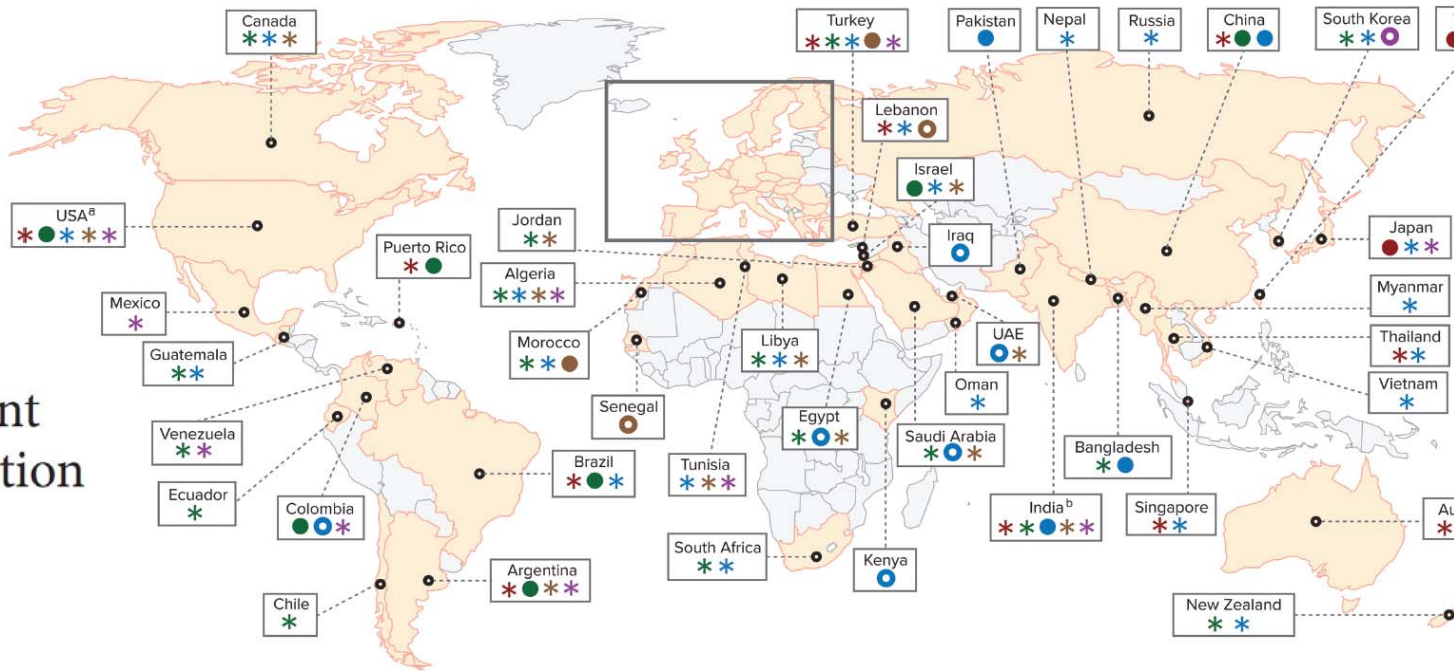 Canada
Turkey
Pakistan
Nepal
Russia
China
South Korea
Lebanon
Israel
USAᵃ
Puerto Rico
Jordan
Iraq
Japan
Algeria
Mexico
Myanmar
Morocco
Libya
UAE
Guatemala
Thailand
Oman
Vietnam
Senegal
Egypt
Saudi Arabia
Venezuela
Bangladesh
Brazil
Tunisia
Ecuador
Colombia
Indiaᵇ
Singapore
South Africa
Kenya
Argentina
Chile
New Zealand